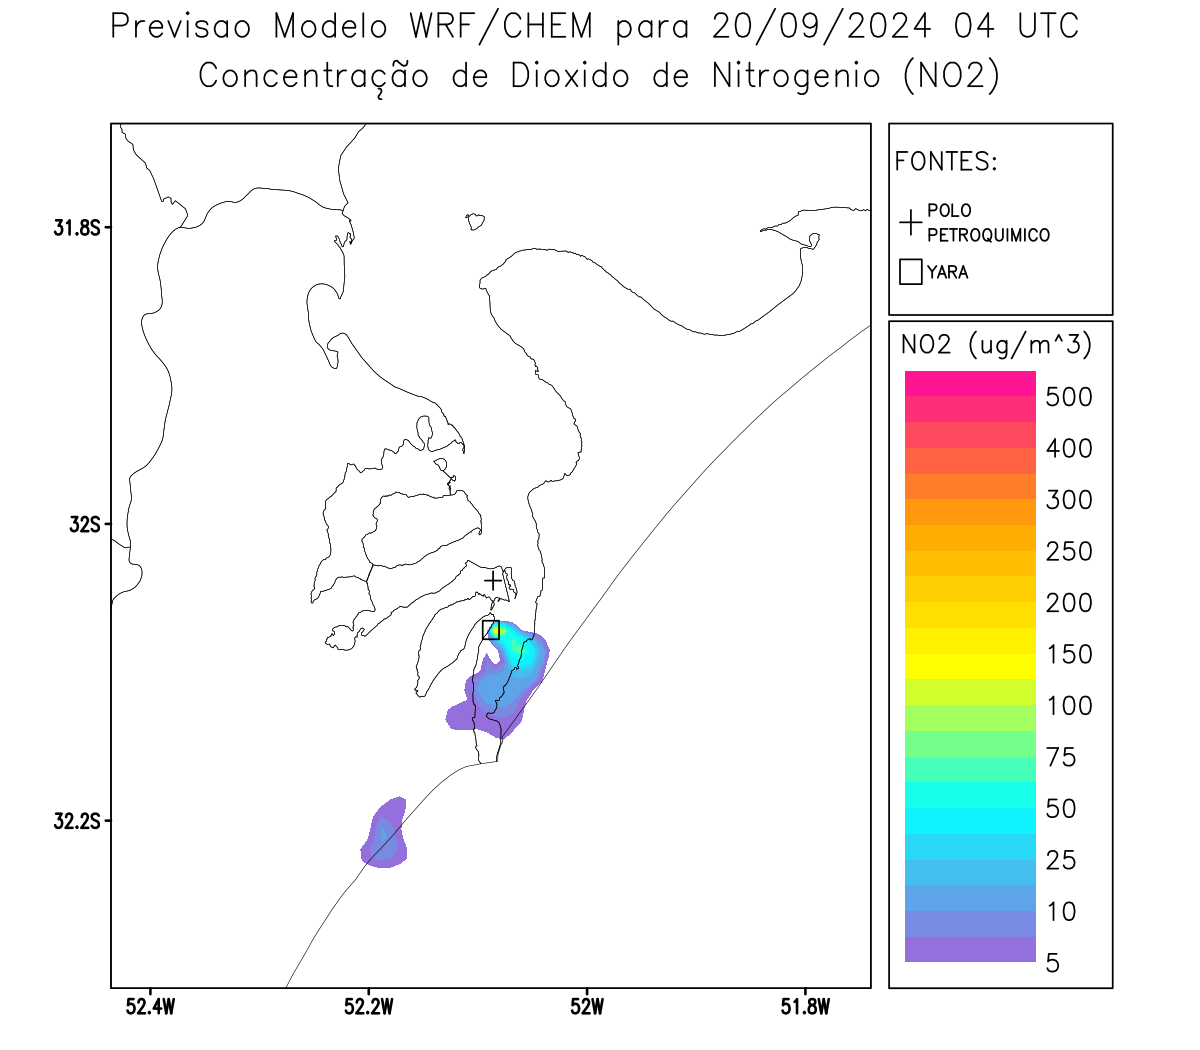 Previsao Modelo WRF/CHEM para 20/09/2024 04 UTC
Concentração de Dioxido de Nitrogenio (NO2)
FONTES:
POLO
PETROQUIMICO
YARA
NO2 (ug/m^3)
500
400
300
250
200
150
100
75
50
25
10
5
31.8S
32S
32.2S
52.4W
52.2W
52W
51.8W